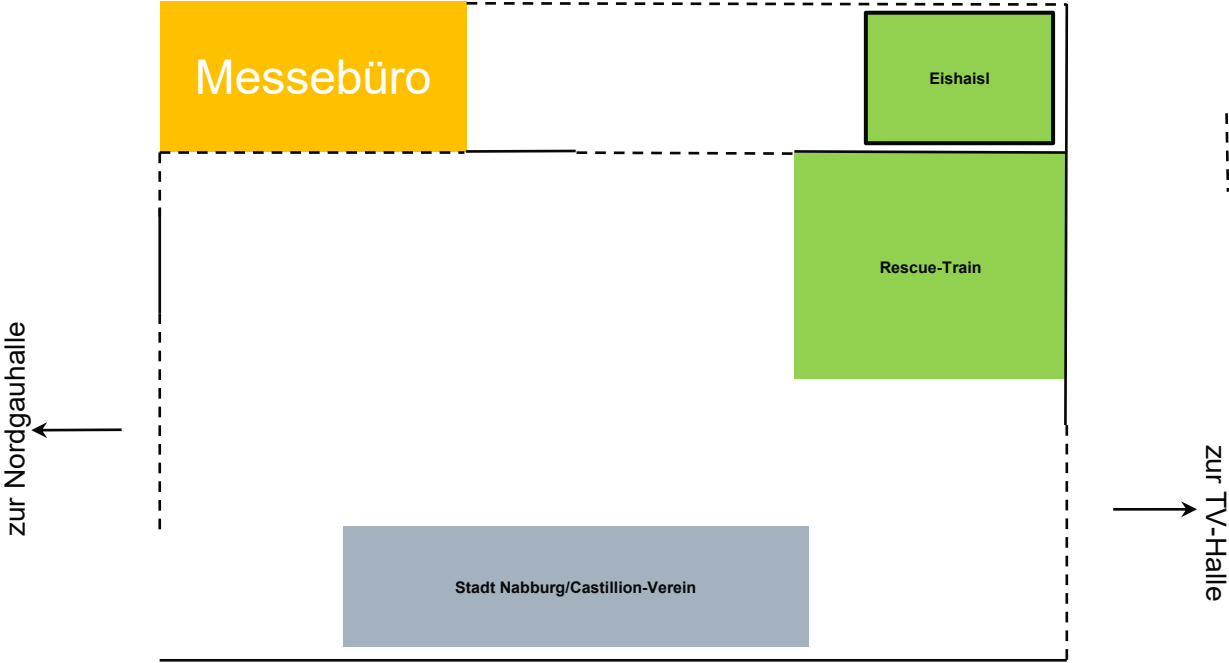 Messebüro
Eishaisl
Rescue-Train
zur Nordgauhalle
zur TV-Halle
Stadt Nabburg/Castillion-Verein